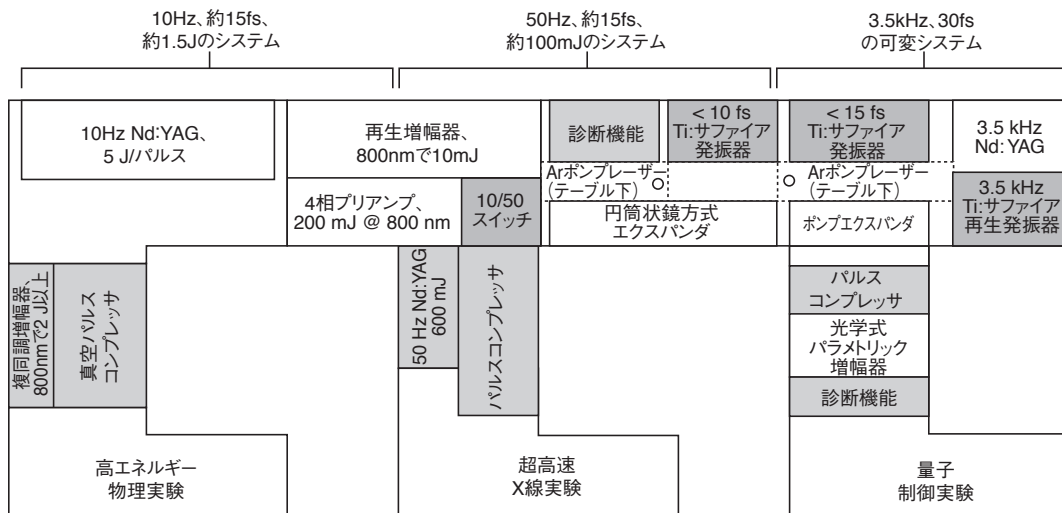 10Hz、約15fs、
約1.5Jのシステム
50Hz、約15fs、
約100mJのシステム
3.5kHz、30fs
の可変システム
10Hz Nd:YAG、
5 J/パルス
再生増幅器、
800nmで10mJ
診断機能
< 10 fs
Ti:サファイア
発振器
< 15 fs
Ti:サファイア
発振器
3.5 kHz
Nd: YAG
4相プリアンプ、
200 mJ @ 800 nm
10/50
スイッチ
Arポンプレーザー
(テーブル下)
円筒状鏡方式
エクスパンダ
Arポンプレーザー
(テーブル下)
ポンプエクスパンダ
3.5 kHz
Ti:サファイア
再生発振器
複同調増幅器、
800nmで2 J以上
真空パルス
コンプレッサ
50 Hz Nd:YAG
600 mJ
パルスコンプレッサ
パルス
コンプレッサ
光学式
パラメトリック
増幅器
診断機能
高エネルギー
物理実験
超高速
X線実験
量子
制御実験